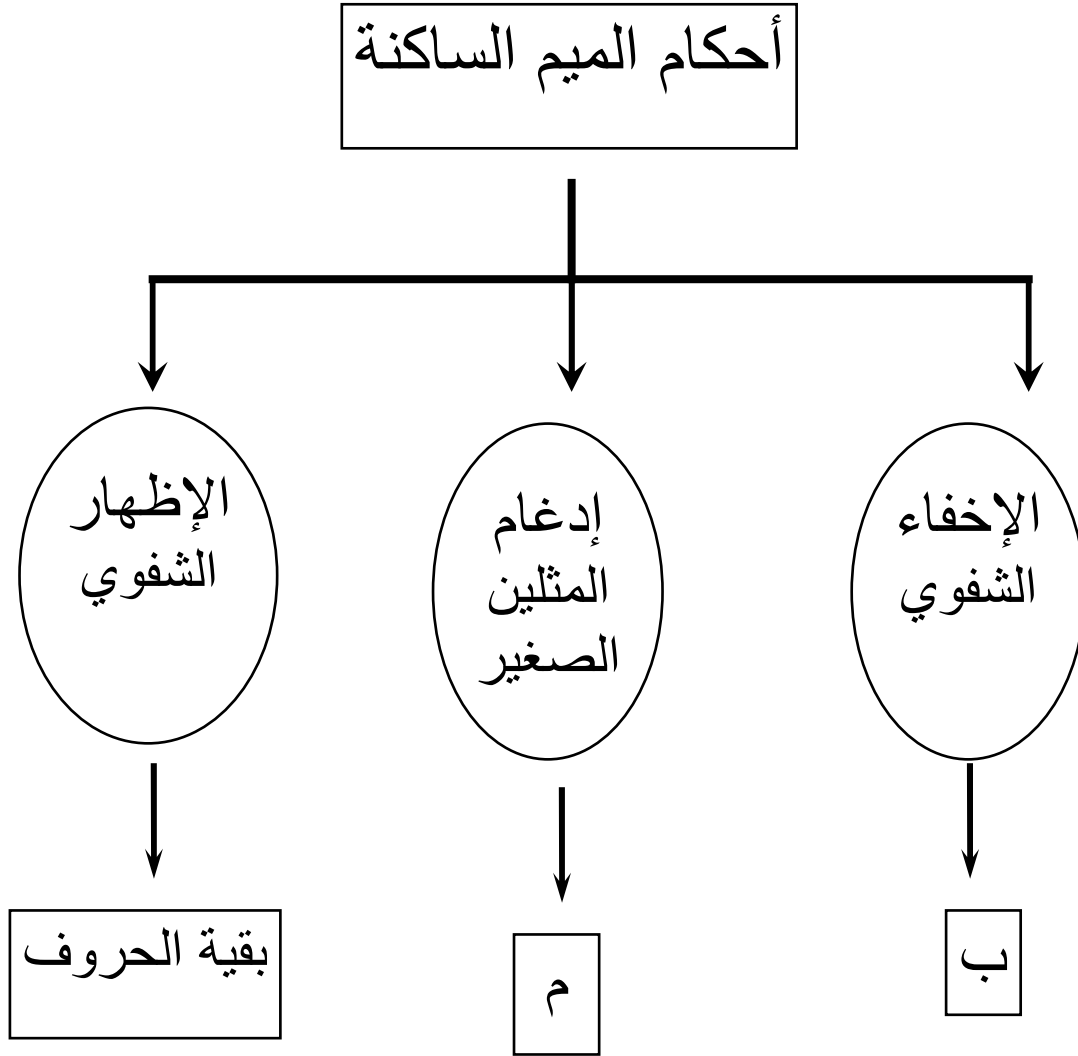 أحكام الميم الساكنة
الإخفاء
الشفوي
إدغام
المثلين
الصغير
الإظهار
الشفوي
ب
م
بقية الحروف